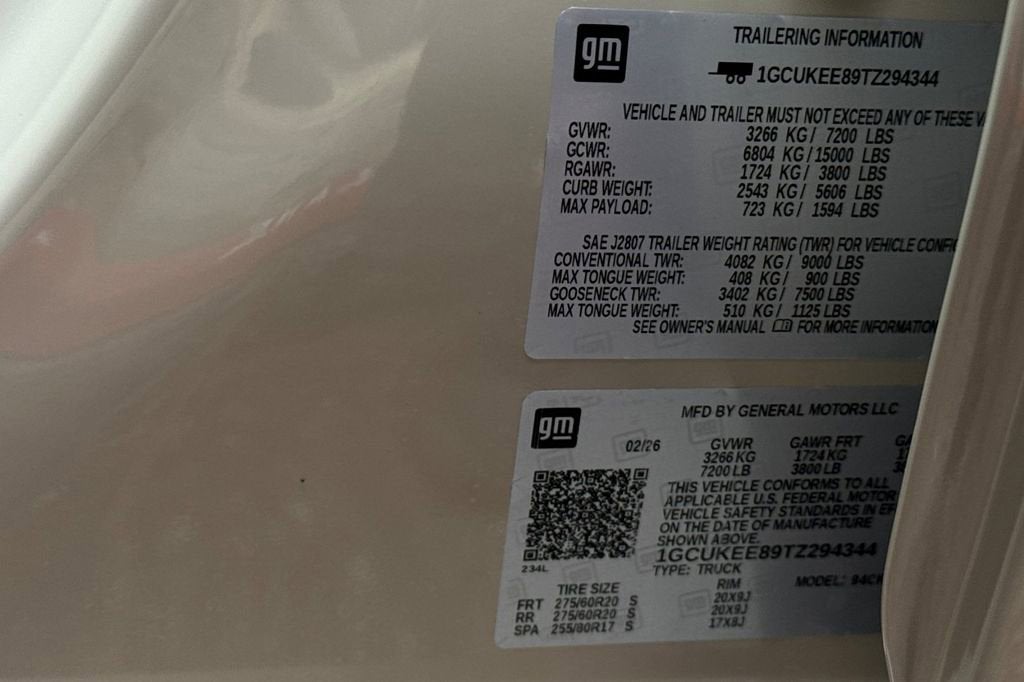 gm
TRAILERING INFORMATION
1GCUKEE89TZ294344
VEHICLE AND TRAILER MUST NOT EXCEED ANY OF THESE V
GVWR: 3266 KG / 7200 LBS
GCWR: 6804 KG / 15000 LBS
RGAWR: 1724 KG / 3800 LBS
CURB WEIGHT: 2543 KG / 5606 LBS
MAX PAYLOAD: 723 KG / 1594 LBS
SAE J2807 TRAILER WEIGHT RATING (TWR) FOR VEHICLE CONFIG
CONVENTIONAL TWR: 4082 KG / 9000 LBS
MAX TONGUE WEIGHT: 408 KG / 900 LBS
GOOSENECK TWR: 3402 KG / 7500 LBS
MAX TONGUE WEIGHT: 510 KG / 1125 LBS
SEE OWNER'S MANUAL FOR MORE INFORMATION
gm
MFD BY GENERAL MOTORS LLC
02/26 GVWR GAWR FRT GA
3266 KG 1724 KG 17
7200 LB 3800 LB 38
THIS VEHICLE CONFORMS TO ALL
APPLICABLE U.S. FEDERAL MOTOR
VEHICLE SAFETY STANDARDS IN EF
ON THE DATE OF MANUFACTURE
SHOWN ABOVE.
1GCUKEE89TZ294344
234L
TYPE: TRUCK MODEL: 94CK
TIRE SIZE RIM
FRT 275/60R20 S 20X9J
RR 275/60R20 S 20X9J
SPA 255/80R17 S 17X8J